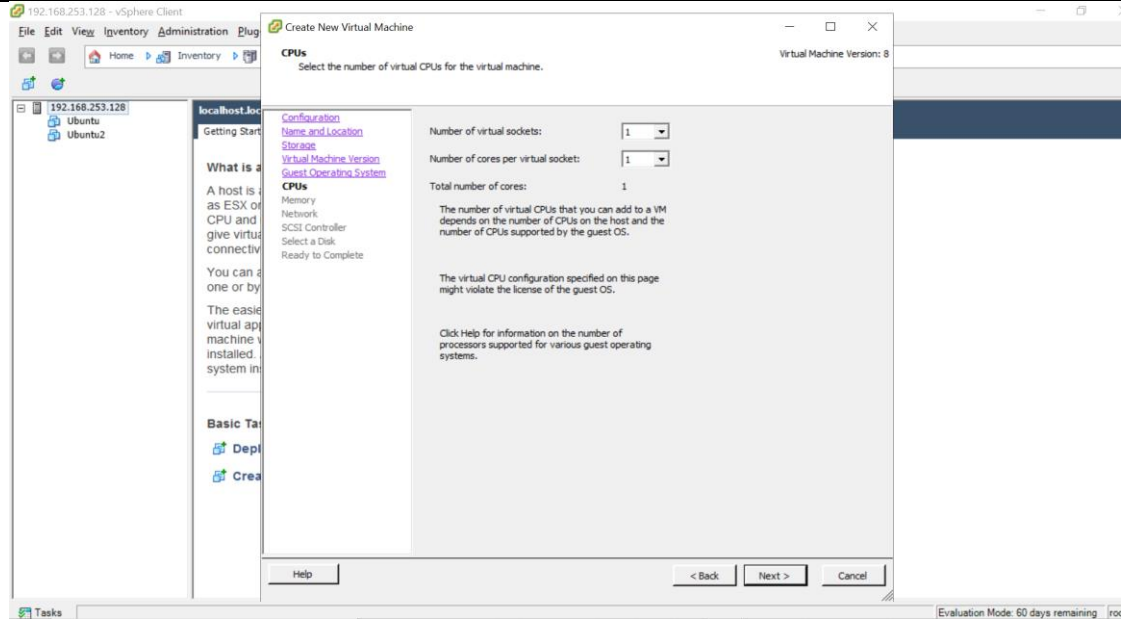 192.168.253.128 - vSphere Client
File Edit View Inventory Administration Plug
Home Inventory
192.168.253.128
Ubuntu
Ubuntu2
localhost.loc
Getting Start
What is a
A host is a
as ESX or
CPU and
give virtua
connectiv
You can a
one or by
The easie
virtual app
machine v
installed.
system in
Basic Ta
Depl
Crea
Create New Virtual Machine
CPUs
Select the number of virtual CPUs for the virtual machine.
Virtual Machine Version: 8
Configuration
Name and Location
Storage
Virtual Machine Version
Guest Operating System
CPUs
Memory
Network
SCSI Controller
Select a Disk
Ready to Complete
Number of virtual sockets: 1
Number of cores per virtual socket: 1
Total number of cores: 1
The number of virtual CPUs that you can add to a VM
depends on the number of CPUs on the host and the
number of CPUs supported by the guest OS.
The virtual CPU configuration specified on this page
might violate the license of the guest OS.
Click Help for information on the number of
processors supported for various guest operating
systems.
Help < Back Next > Cancel
Tasks
Evaluation Mode: 60 days remaining roo